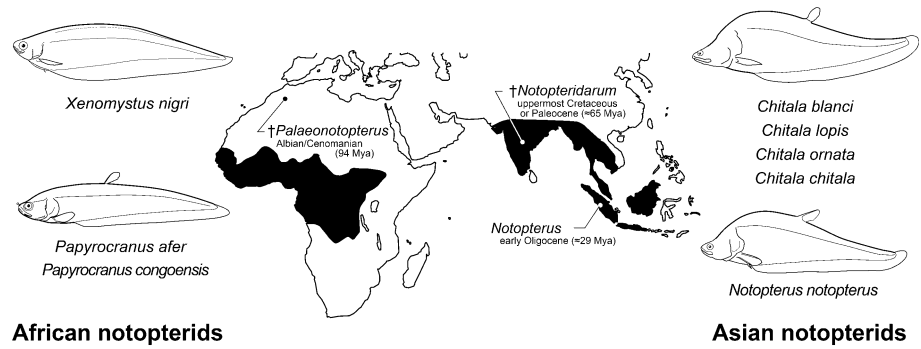 Xenomystus nigri
†Palaeonotopterus
Albian/Cenomanian
(94 Mya)
Papyrocranus afer
Papyrocranus congoensis
African notopterids
†Notopteridarum
uppermost Cretaceous
or Paleocene (≈65 Mya)
Notopterus
early Oligocene (≈29 Mya)
Chitala blanci
Chitala lopis
Chitala ornata
Chitala chitala
Notopterus notopterus
Asian notopterids